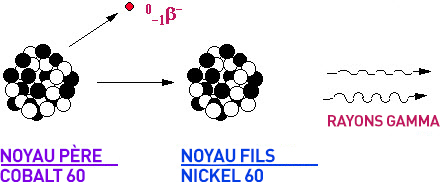 ⁰₋₁β⁻
RAYONS GAMMA
NOYAU PÈRE
COBALT 60
NOYAU FILS
NICKEL 60